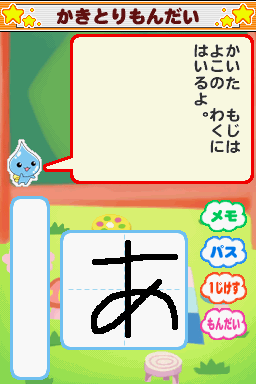 かきとりもんだい
かいた　もじは
よこの　わくに
はいるよ。
メモ
パス
1じけす
もんだい
あ